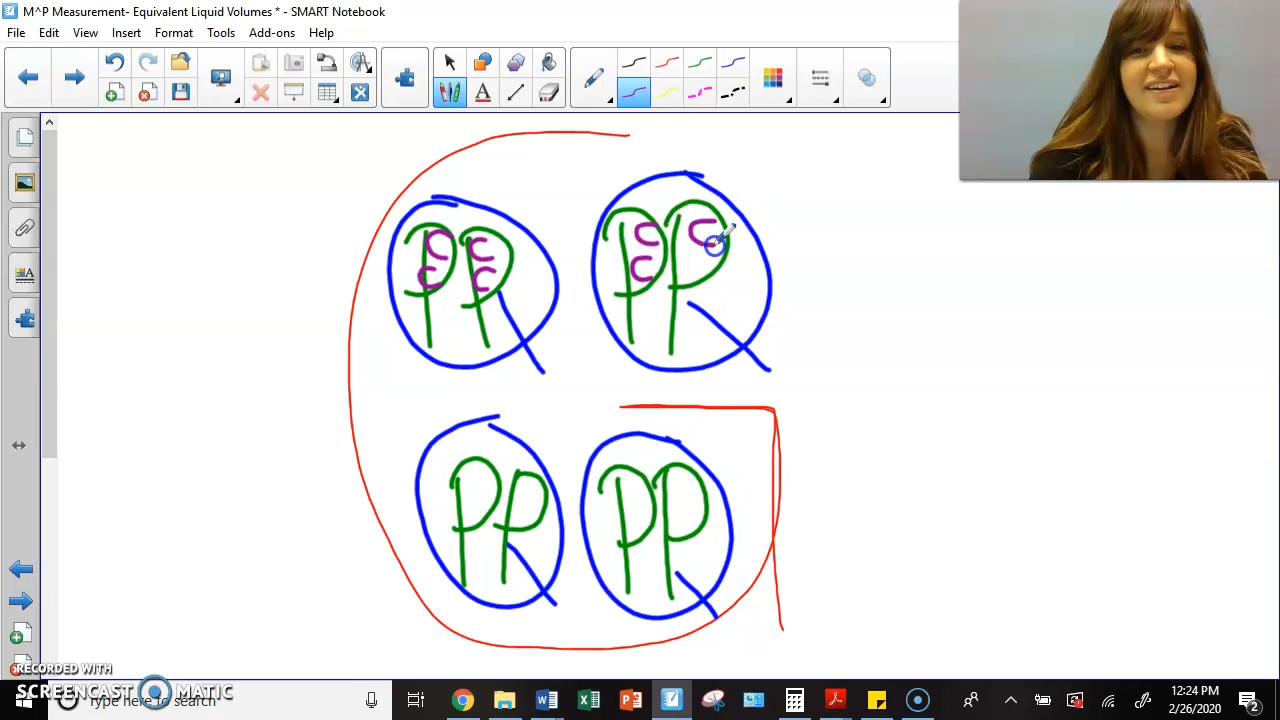 M^P Measurement- Equivalent Liquid Volumes * - SMART Notebook
File Edit View Insert Format Tools Add-ons Help
A
A
G
P P Q
C C
C C
P P Q
C C
C
P P Q
P P Q
RECORDED WITH
SCREENCAST MATIC
Type here to search
12:24 PM
2/26/2020
2